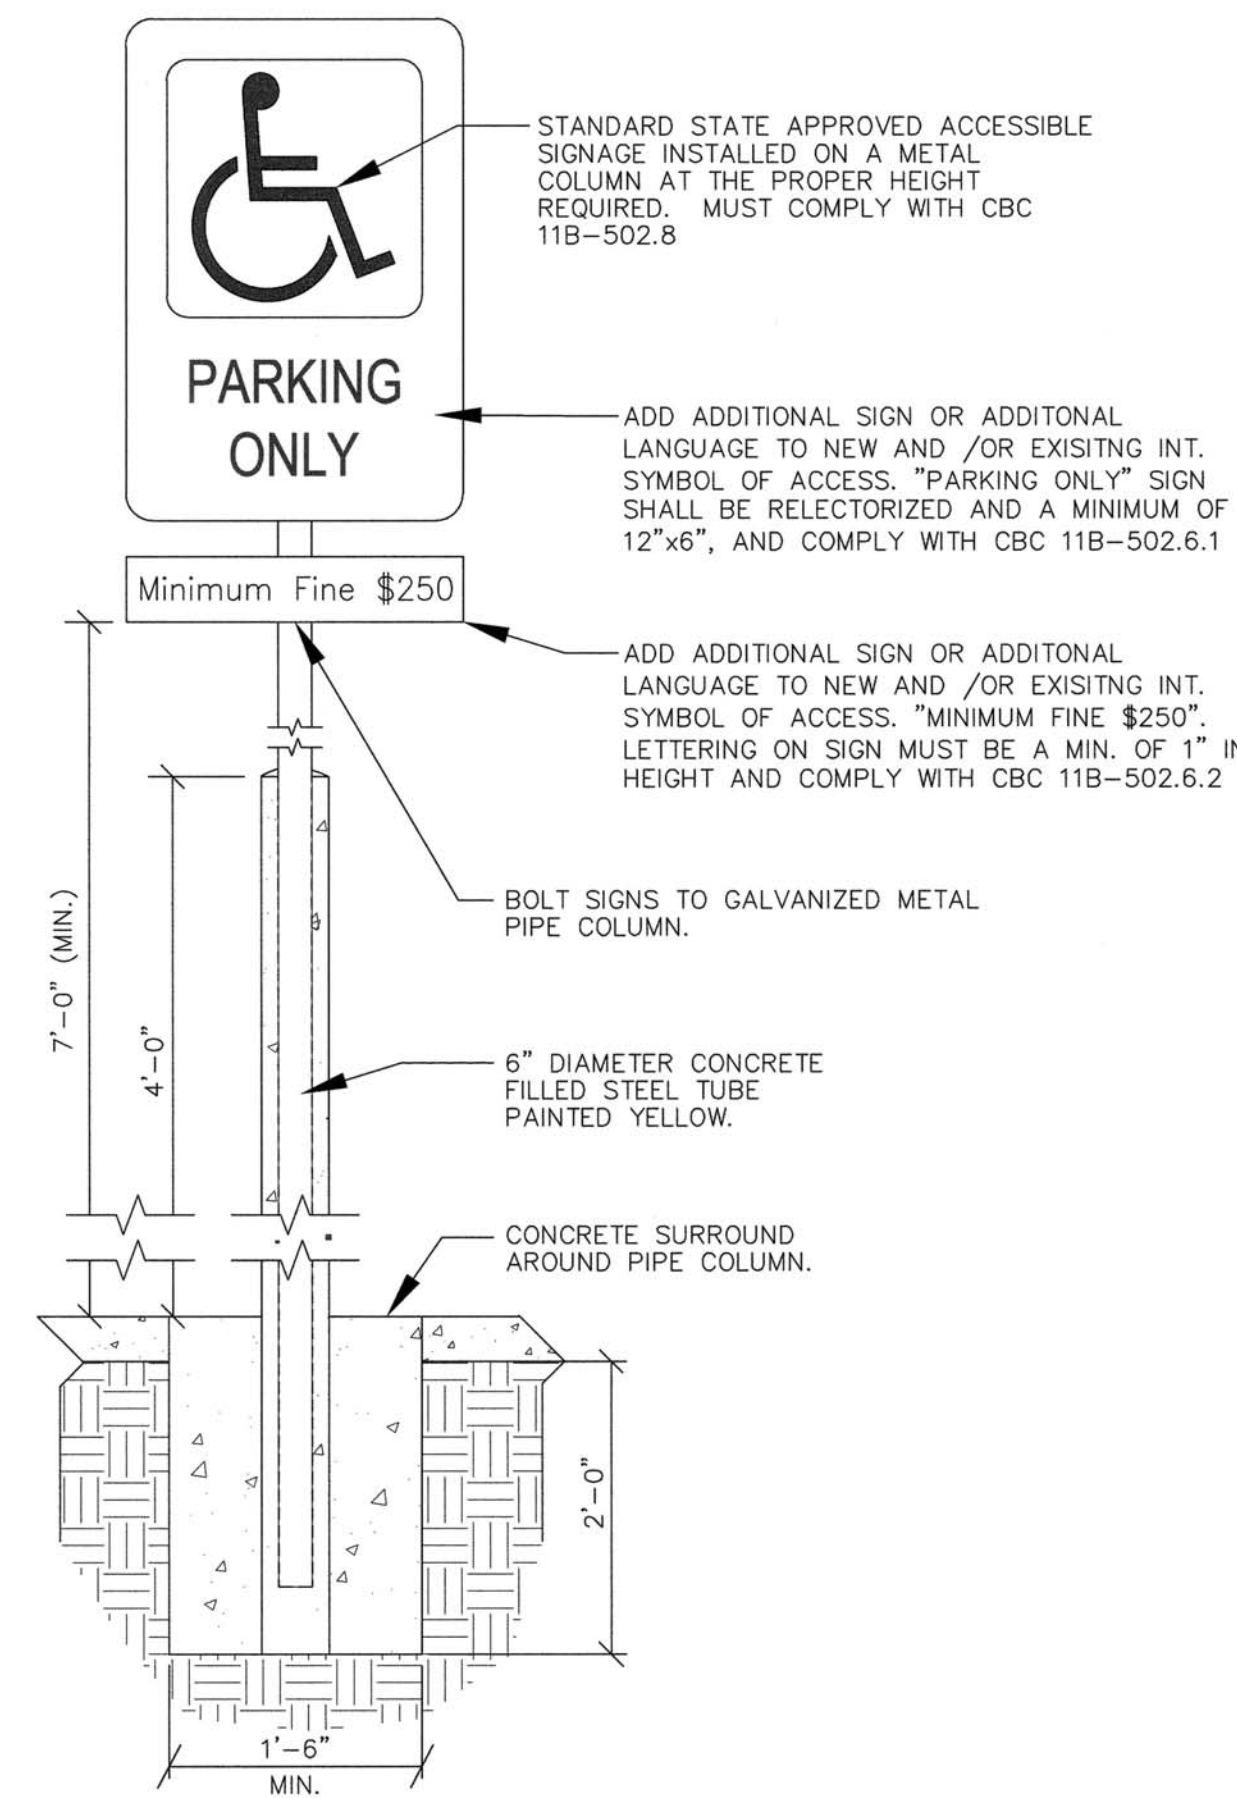 STANDARD STATE APPROVED ACCESSIBLE
SIGNAGE INSTALLED ON A METAL
COLUMN AT THE PROPER HEIGHT
REQUIRED. MUST COMPLY WITH CBC
11B-502.8
PARKING
ONLY
ADD ADDITIONAL SIGN OR ADDITONAL
LANGUAGE TO NEW AND /OR EXISITNG INT.
SYMBOL OF ACCESS. "PARKING ONLY" SIGN
SHALL BE RELECTORIZED AND A MINIMUM OF
12"x6", AND COMPLY WITH CBC 11B-502.6.1
Minimum Fine $250
ADD ADDITIONAL SIGN OR ADDITONAL
LANGUAGE TO NEW AND /OR EXISITNG INT.
SYMBOL OF ACCESS. "MINIMUM FINE $250".
LETTERING ON SIGN MUST BE A MIN. OF 1" IN
HEIGHT AND COMPLY WITH CBC 11B-502.6.2
BOLT SIGNS TO GALVANIZED METAL
PIPE COLUMN.
7'-0" (MIN.)
4'-0"
6" DIAMETER CONCRETE
FILLED STEEL TUBE
PAINTED YELLOW.
CONCRETE SURROUND
AROUND PIPE COLUMN.
2'-0"
1'-6"
MIN.